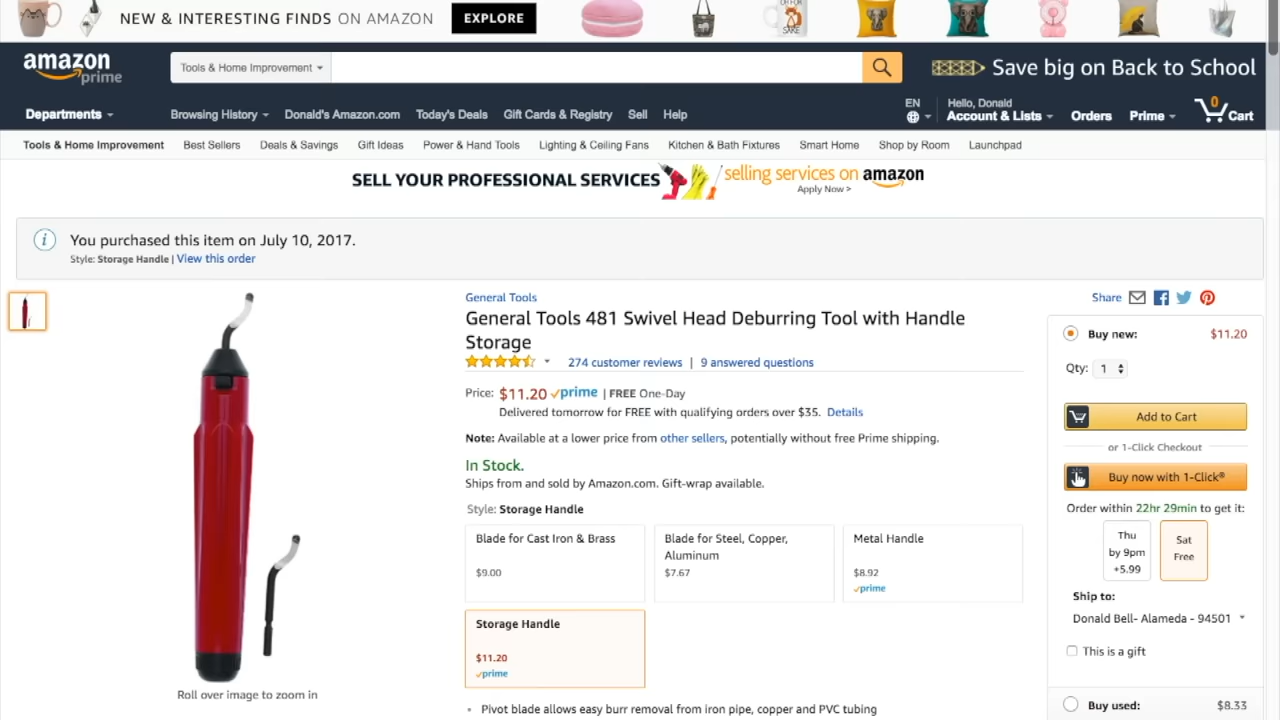 NEW & INTERESTING FINDS ON AMAZON EXPLORE
amazon prime
Tools & Home Improvement
Save big on Back to School
Departments
Browsing History Donald's Amazon.com Today's Deals Gift Cards & Registry Sell Help
EN
Hello, Donald
Account & Lists
Orders
Prime
0
Cart
Tools & Home Improvement Best Sellers Deals & Savings Gift Ideas Power & Hand Tools Lighting & Ceiling Fans Kitchen & Bath Fixtures Smart Home Shop by Room Launchpad
SELL YOUR PROFESSIONAL SERVICES selling services on amazon
Apply Now >
You purchased this item on July 10, 2017.
Style: Storage Handle | View this order
General Tools
General Tools 481 Swivel Head Deburring Tool with Handle
Storage
274 customer reviews | 9 answered questions
Price: $11.20 prime | FREE One-Day
Delivered tomorrow for FREE with qualifying orders over $35. Details
Note: Available at a lower price from other sellers, potentially without free Prime shipping.
In Stock.
Ships from and sold by Amazon.com. Gift-wrap available.
Style: Storage Handle
Blade for Cast Iron & Brass
$9.00
Blade for Steel, Copper,
Aluminum
$7.67
Metal Handle
$8.92
prime
Storage Handle
$11.20
prime
Pivot blade allows easy burr removal from iron pipe, copper and PVC tubing
Roll over image to zoom in
Share
Buy new: $11.20
Qty: 1
Add to Cart
or 1-Click Checkout
Buy now with 1-Click®
Order within 22hr 29min to get it:
Thu
by 9pm
+5.99
Sat
Free
Ship to:
Donald Bell- Alameda - 94501
This is a gift
Buy used: $8.33